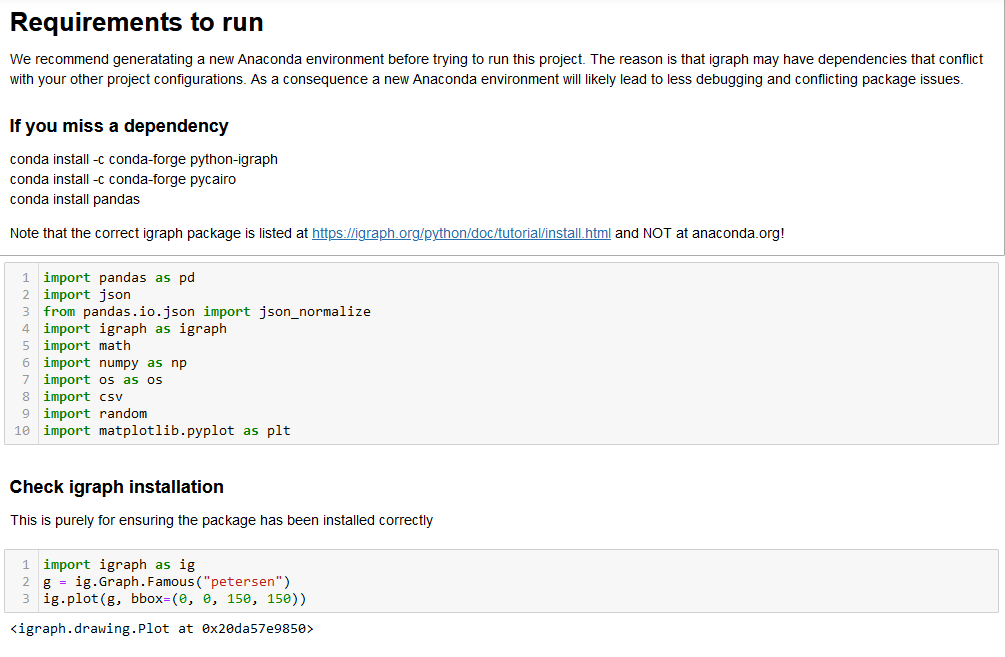 Requirements to run
We recommend generatating a new Anaconda environment before trying to run this project. The reason is that igraph may have dependencies that conflict
with your other project configurations. As a consequence a new Anaconda environment will likely lead to less debugging and conflicting package issues.
If you miss a dependency
conda install -c conda-forge python-igraph
conda install -c conda-forge pycairo
conda install pandas
Note that the correct igraph package is listed at https://igraph.org/python/doc/tutorial/install.html and NOT at anaconda.org!
1 import pandas as pd
2 import json
3 from pandas.io.json import json_normalize
4 import igraph as igraph
5 import math
6 import numpy as np
7 import os as os
8 import csv
9 import random
10 import matplotlib.pyplot as plt
Check igraph installation
This is purely for ensuring the package has been installed correctly
1 import igraph as ig
2 g = ig.Graph.Famous("petersen")
3 ig.plot(g, bbox=(0, 0, 150, 150))
<igraph.drawing.Plot at 0x20da57e9850>